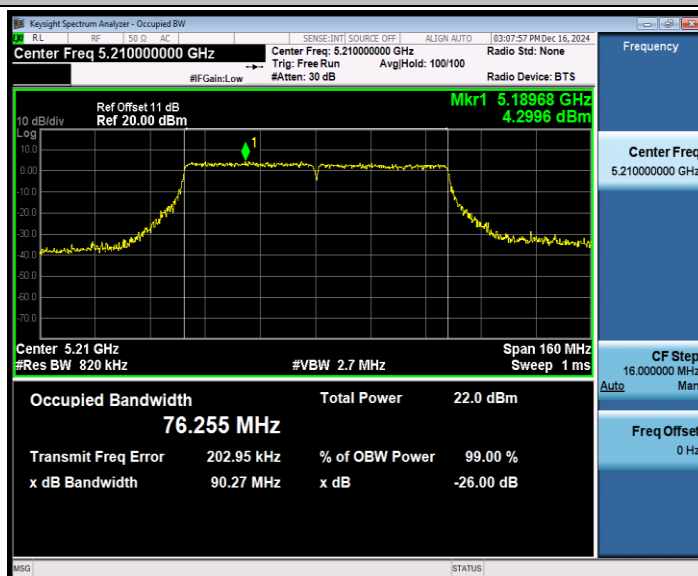 Keysight Spectrum Analyzer - Occupied BW
LXI RL RF 50 Ω AC SENSE:INT SOURCE OFF ALIGN AUTO 03:07:57 PM Dec 16, 2024
Center Freq 5.210000000 GHz
Center Freq: 5.210000000 GHz Radio Std: None
Trig: Free Run Avg|Hold: 100/100
#IFGain:Low #Atten: 30 dB Radio Device: BTS
Frequency
Mkr1 5.18968 GHz
4.2996 dBm
Ref Offset 11 dB
10 dB/div Ref 20.00 dBm
Log
1
10.0
0.00
-10.0
-20.0
-30.0
-40.0
-50.0
-60.0
-70.0
Center 5.21 GHz Span 160 MHz
#Res BW 820 kHz #VBW 2.7 MHz Sweep 1 ms
Center Freq
5.210000000 GHz
CF Step
16.000000 MHz
Auto Man
Freq Offset
0 Hz
Occupied Bandwidth Total Power 22.0 dBm
76.255 MHz
Transmit Freq Error 202.95 kHz % of OBW Power 99.00 %
x dB Bandwidth 90.27 MHz x dB -26.00 dB
MSG STATUS